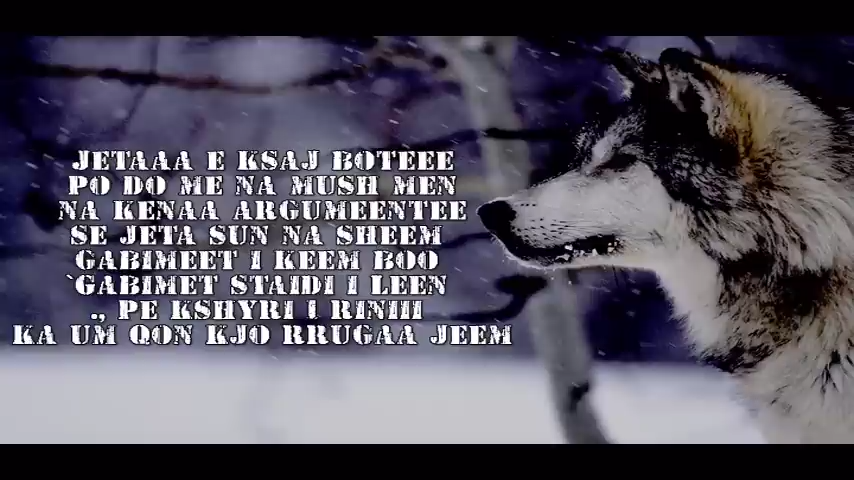 JETAAA E KSAJ BOTEEE
PO DO ME NA MUSH MEN
NA KENAA ARGUMEENTEE
SE JETA SUN NA SHEEM
GABIMEET I KEEM BOO
`GABIMET STAIDI I LEEN
., PE KSHYRI I RINIII
KA UM QON KJO RRUGAA JEEM